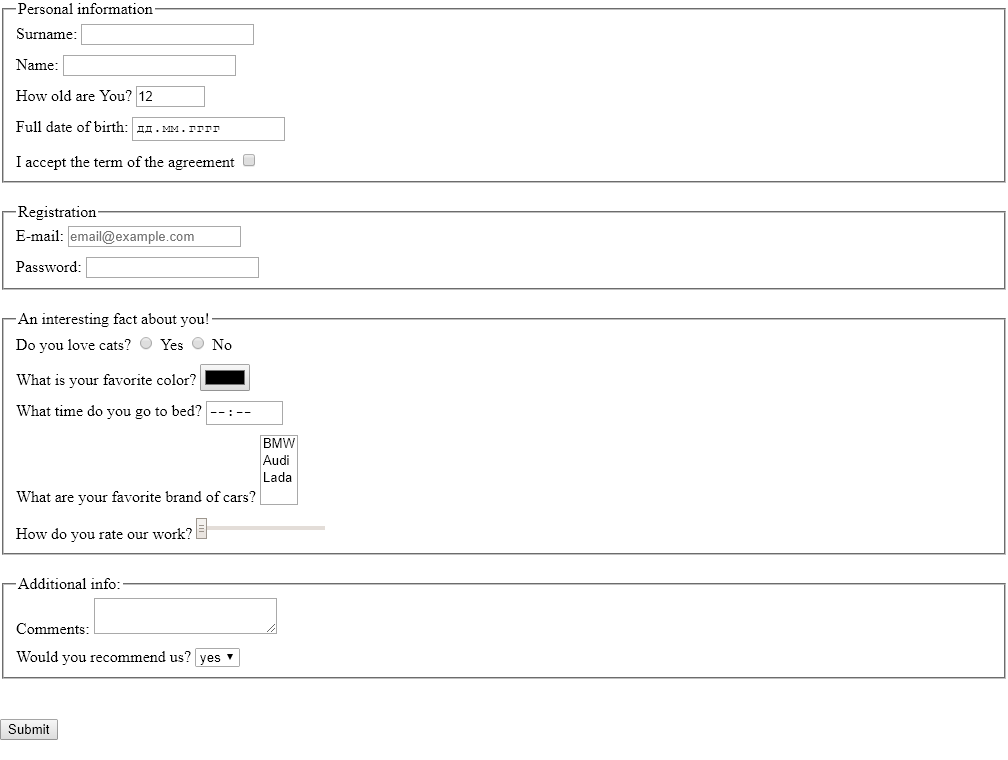 Personal information
Surname:
Name:
How old are You? 12
Full date of birth: дд.мм.гггг
I accept the term of the agreement
Registration
E-mail: email@example.com
Password:
An interesting fact about you!
Do you love cats? Yes No
What is your favorite color?
What time do you go to bed? --:--
BMW
Audi
Lada
What are your favorite brand of cars?
How do you rate our work?
Additional info:
Comments:
Would you recommend us? yes
Submit